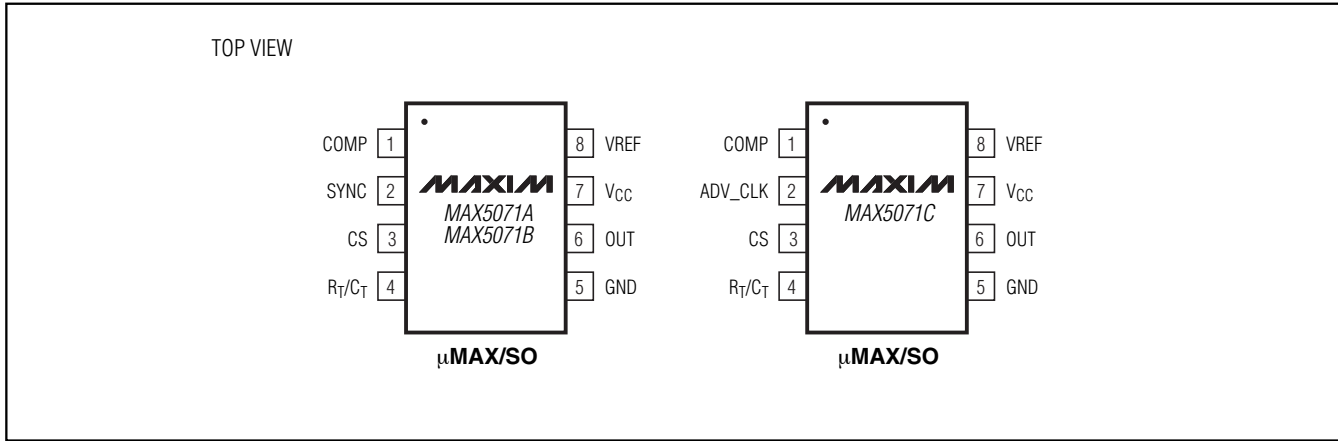 TOP VIEW
COMP 1
SYNC 2
CS 3
RT/CT 4
8 VREF
7 VCC
6 OUT
5 GND
MAXIM
MAX5071A
MAX5071B
μMAX/SO
COMP 1
ADV_CLK 2
CS 3
RT/CT 4
8 VREF
7 VCC
6 OUT
5 GND
MAXIM
MAX5071C
μMAX/SO